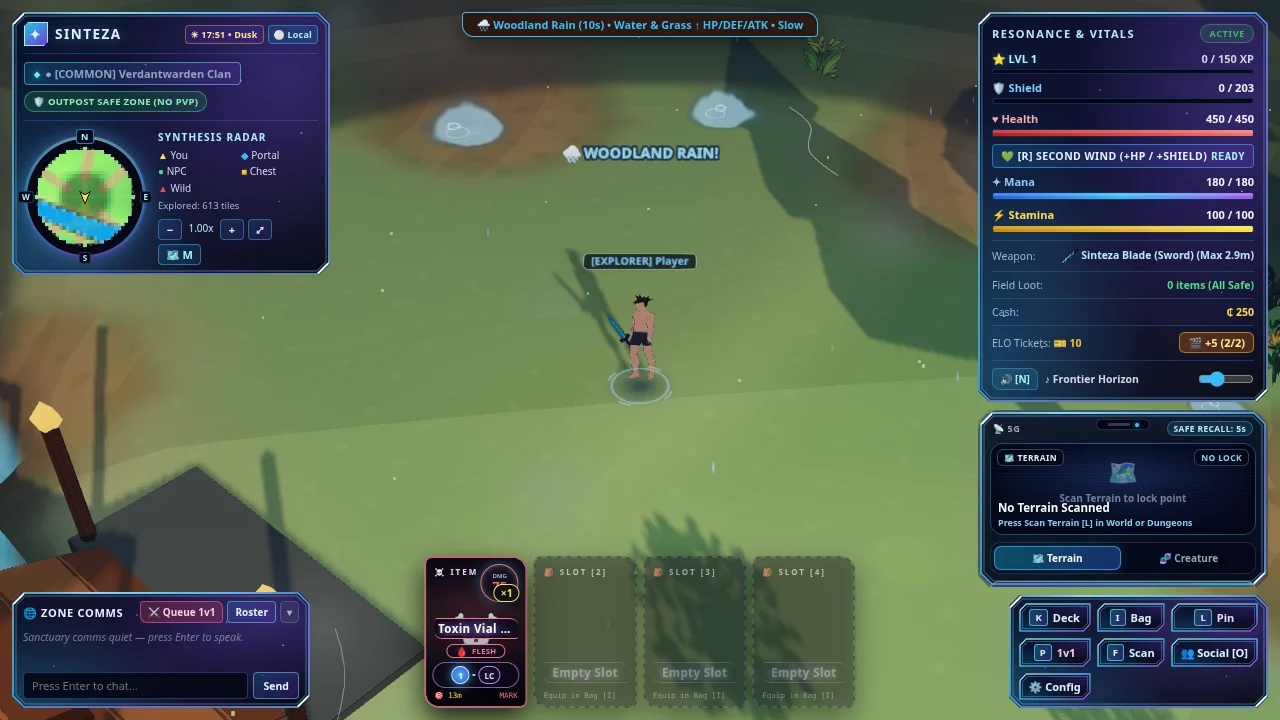 SINTEZA
☀ 17:51 • Dusk
Local
◆ ● [COMMON] Verdantwarden Clan
🛡️ OUTPOST SAFE ZONE (NO PVP)
N
W
E
S
SYNTHESIS RADAR
▲ You
◆ Portal
● NPC
■ Chest
▲ Wild
Explored: 613 tiles
−
1.00x
+
⤢
🗺️ M
🌧️ Woodland Rain (10s) • Water & Grass ↑ HP/DEF/ATK • Slow
🌧️ WOODLAND RAIN!
[EXPLORER] Player
RESONANCE & VITALS
ACTIVE
⭐ LVL 1
0 / 150 XP
🛡️ Shield
0 / 203
♥ Health
450 / 450
💚 [R] SECOND WIND (+HP / +SHIELD) READY
✦ Mana
180 / 180
⚡ Stamina
100 / 100
Weapon:
Sinteza Blade (Sword) (Max 2.9m)
Field Loot:
0 items (All Safe)
Cash:
₵ 250
ELO Tickets: 🎫 10
🎬 +5 (2/2)
🔊 [N]
♪ Frontier Horizon
📡 5G
SAFE RECALL: 5s
🗺️ TERRAIN
NO LOCK
Scan Terrain to lock point
No Terrain Scanned
Press Scan Terrain [L] in World or Dungeons
🗺️ Terrain
🧬 Creature
K Deck
I Bag
L Pin
P 1v1
F Scan
👥 Social [O]
⚙️ Config
🌐 ZONE COMMS
⚔️ Queue 1v1
Roster
▼
Sanctuary comms quiet — press Enter to speak.
Press Enter to chat...
Send
☠️ ITEM
DMG
×1
Toxin Vial ...
🩸 FLESH
1 - LC
🎯 13m
MARK
🎒 SLOT [2]
Empty Slot
Equip in Bag [I]
🎒 SLOT [3]
Empty Slot
Equip in Bag [I]
🎒 SLOT [4]
Empty Slot
Equip in Bag [I]